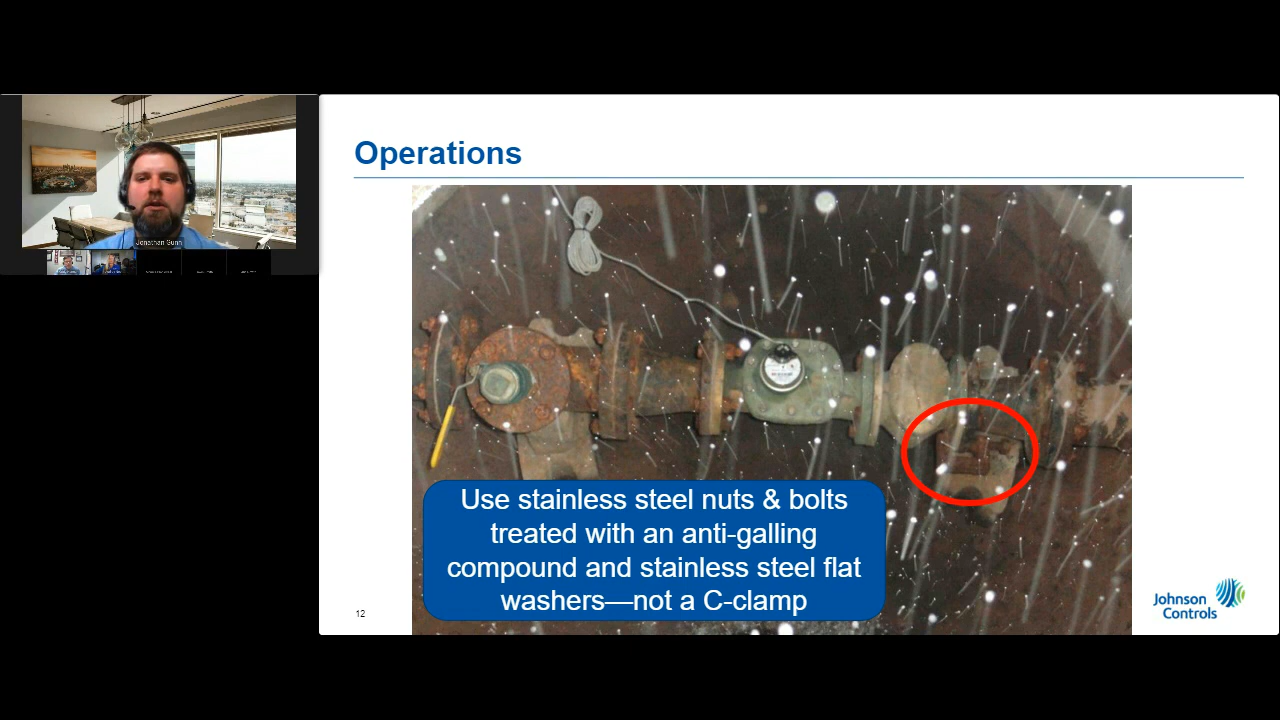 Operations
Jonathan Gunn
Use stainless steel nuts & bolts
treated with an anti-galling
compound and stainless steel flat
washers—not a C-clamp
12
Johnson
Controls